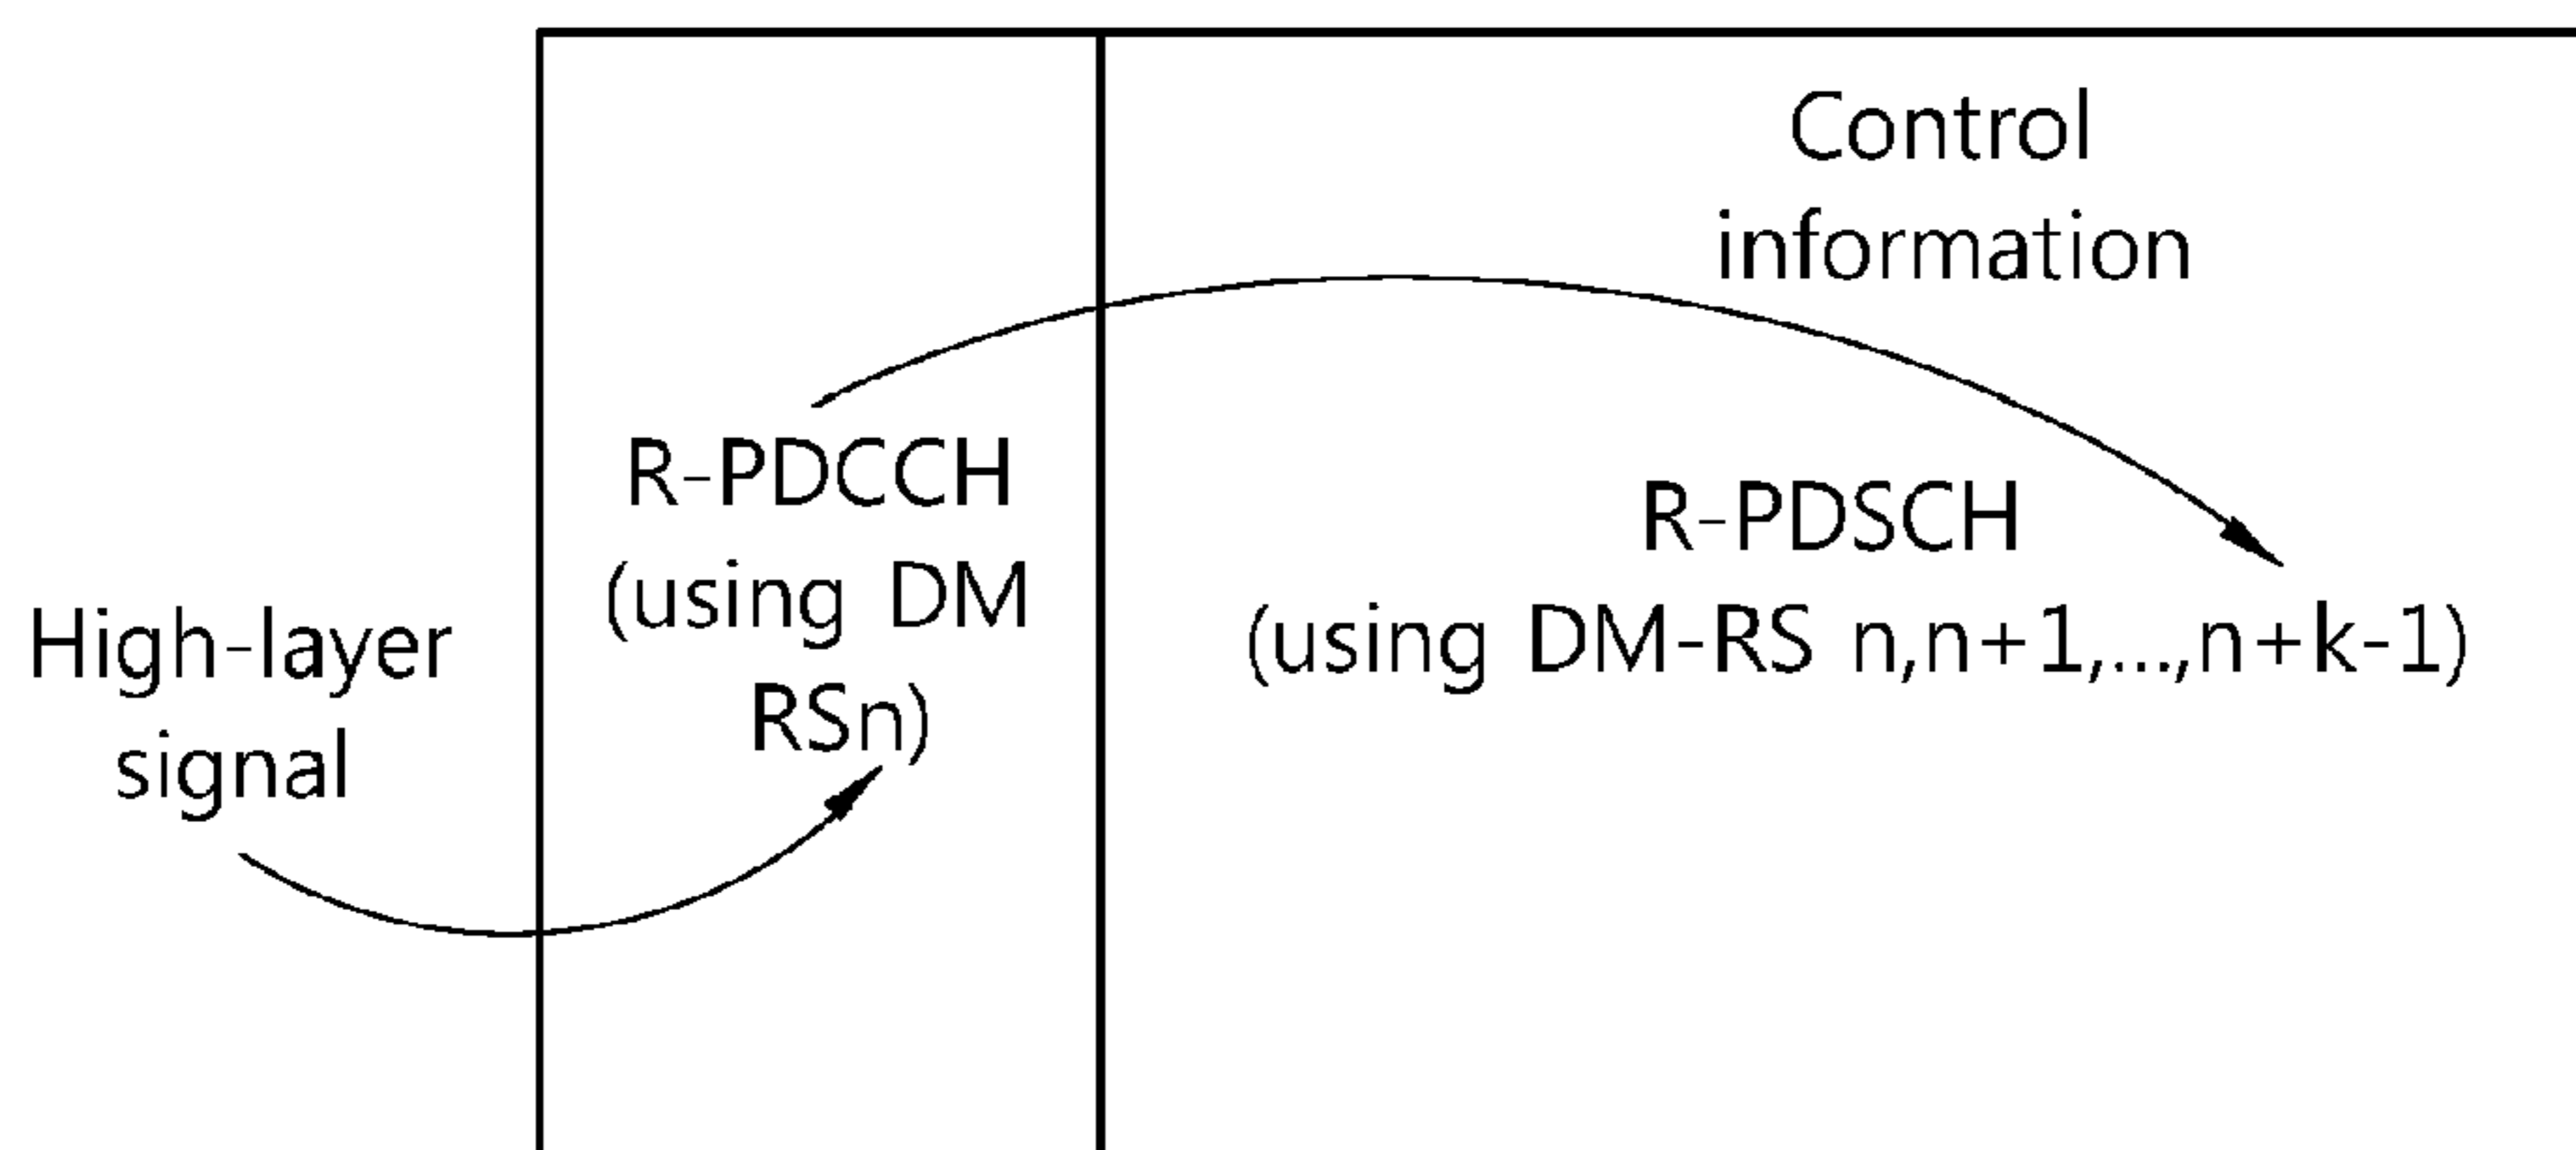 High-layer
signal
R-PDCCH
(using DM
RSn)
Control
information
R-PDSCH
(using DM-RS n,n+1,...,n+k-1)